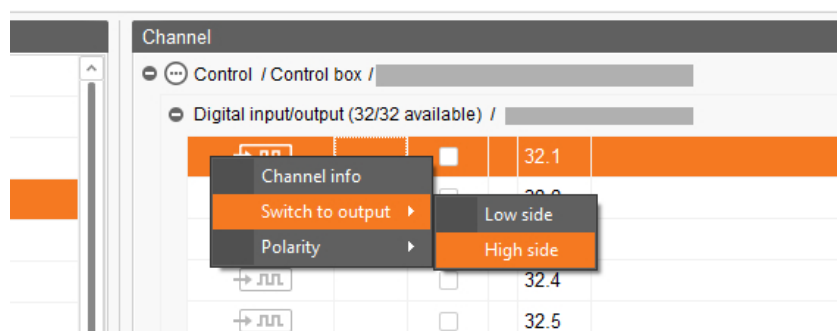 Channel
Control / Control box /
Digital input/output (32/32 available) /
32.1
Channel info
Switch to output
Low side
Polarity
High side
32.4
32.5